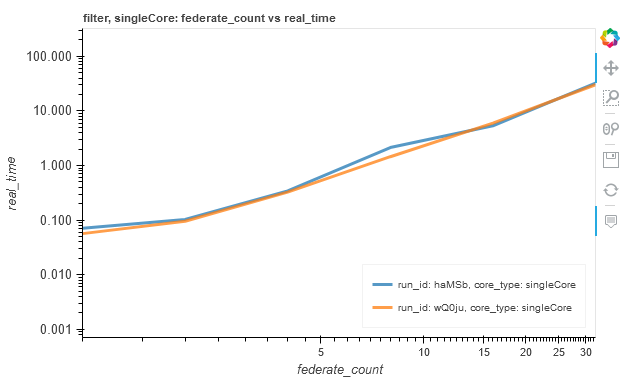 filter, singleCore: federate_count vs real_time
100.000
10.000
1.000
0.100
0.010
0.001
real_time
run_id: haMSb, core_type: singleCore
run_id: wQ0ju, core_type: singleCore
5
10
15
20
25
30
federate_count